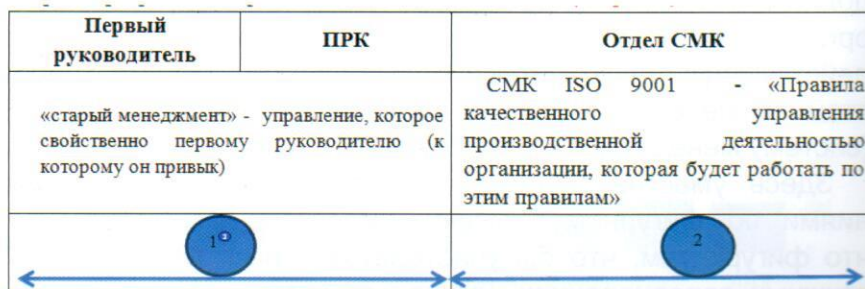 Первый
руководитель
ПРК
Отдел СМК
«старый менеджмент» - управление, которое
свойственно первому руководителю (к
которому он привык)
СМК ISO 9001 - «Правила
качественного управления
производственной деятельностью
организации, которая будет работать по
этим правилам»
1
2